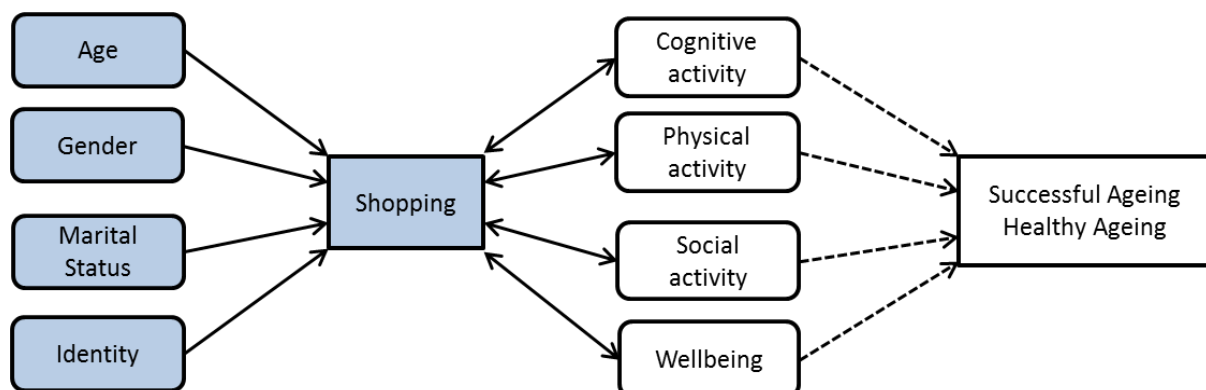 Age
Gender
Marital
Status
Identity
Shopping
Cognitive
activity
Physical
activity
Social
activity
Wellbeing
Successful Ageing
Healthy Ageing